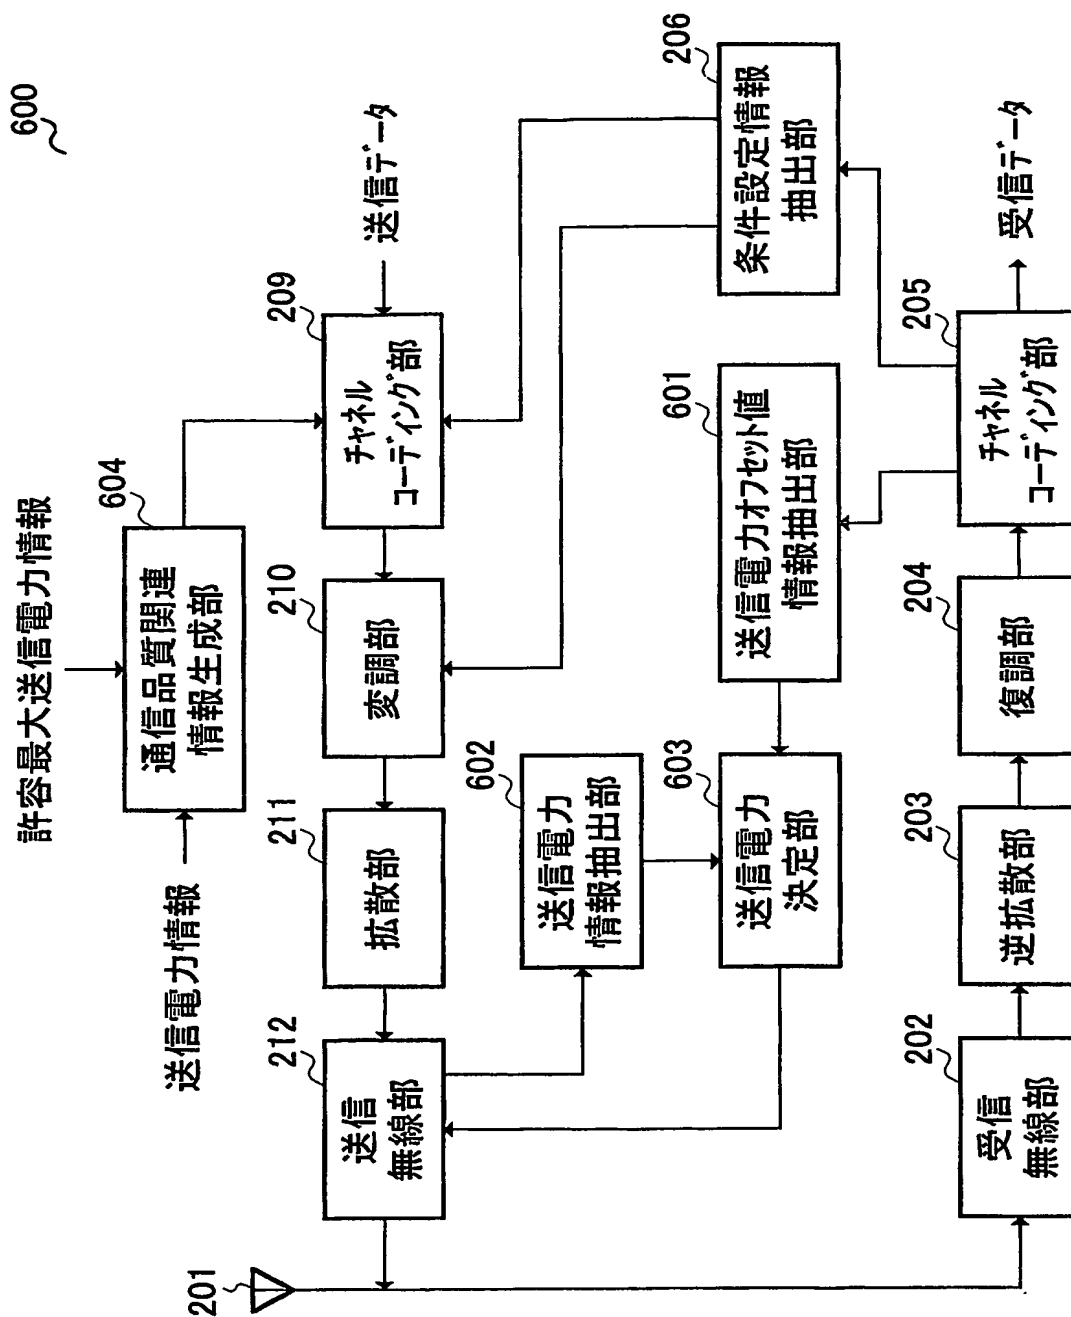 600
許容最大送信電力情報
604
通信品質関連
情報生成部
送信電力情報
201
212
送信
無線部
211
拡散部
210
変調部
209
チャネル
コーディング部
送信データ
602
送信電力
情報抽出部
603
送信電力
決定部
601
送信電力オフセット値
情報抽出部
206
条件設定情報
抽出部
202
受信
無線部
203
逆拡散部
204
復調部
205
チャネル
コーディング部
受信データ